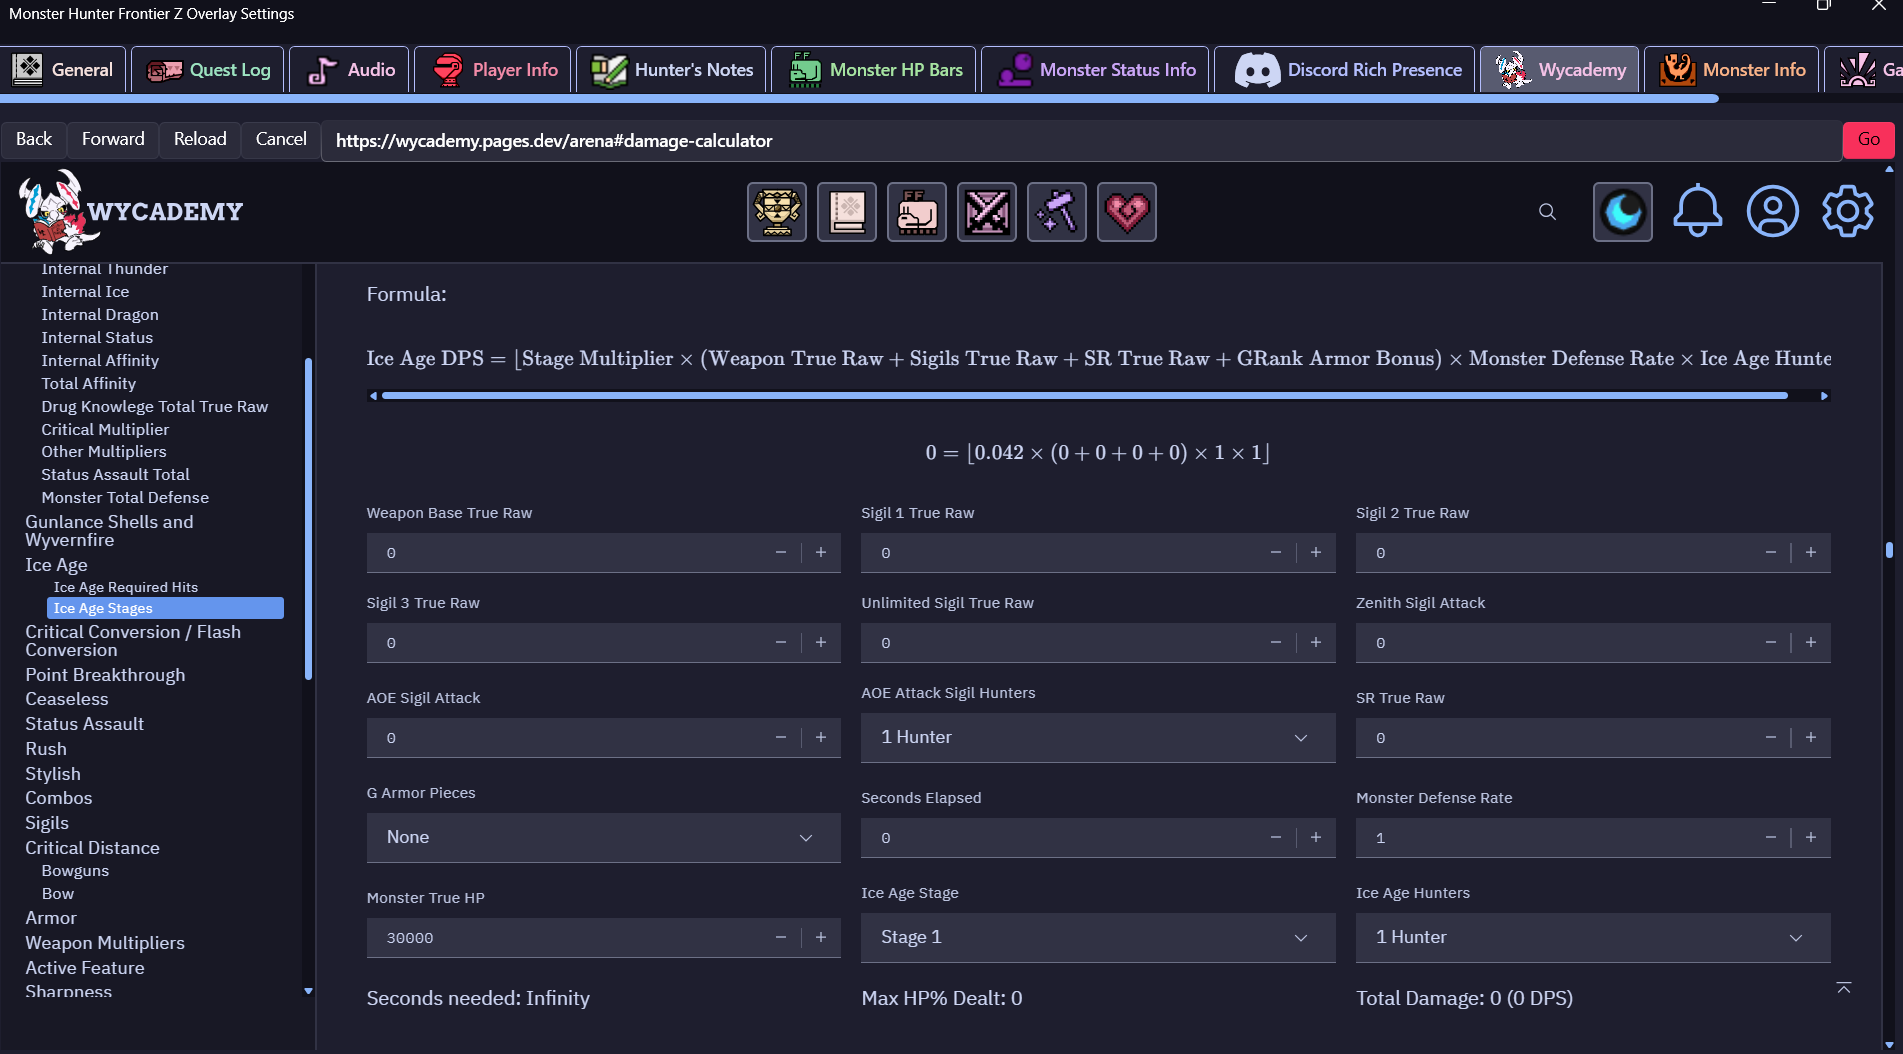 Monster Hunter Frontier Z Overlay Settings
General
Quest Log
Audio
Player Info
Hunter's Notes
Monster HP Bars
Monster Status Info
Discord Rich Presence
Wycademy
Monster Info
Ga
Back
Forward
Reload
Cancel
https://wycademy.pages.dev/arena#damage-calculator
Go
WYCADEMY
Internal Thunder
Internal Ice
Internal Dragon
Internal Status
Internal Affinity
Total Affinity
Drug Knowlege Total True Raw
Critical Multiplier
Other Multipliers
Status Assault Total
Monster Total Defense
Gunlance Shells and
Wyvernfire
Ice Age
Ice Age Required Hits
Ice Age Stages
Critical Conversion / Flash
Conversion
Point Breakthrough
Ceaseless
Status Assault
Rush
Stylish
Combos
Sigils
Critical Distance
Bowguns
Bow
Armor
Weapon Multipliers
Active Feature
Sharpness
Formula:
Ice Age DPS = ⌊Stage Multiplier × (Weapon True Raw + Sigils True Raw + SR True Raw + GRank Armor Bonus) × Monster Defense Rate × Ice Age Hunte
0 = ⌊0.042 × (0 + 0 + 0 + 0) × 1 × 1⌋
Weapon Base True Raw
Sigil 1 True Raw
Sigil 2 True Raw
0
0
0
Sigil 3 True Raw
Unlimited Sigil True Raw
Zenith Sigil Attack
0
0
0
AOE Sigil Attack
AOE Attack Sigil Hunters
SR True Raw
0
1 Hunter
0
G Armor Pieces
Seconds Elapsed
Monster Defense Rate
None
0
1
Monster True HP
Ice Age Stage
Ice Age Hunters
30000
Stage 1
1 Hunter
Seconds needed: Infinity
Max HP% Dealt: 0
Total Damage: 0 (0 DPS)